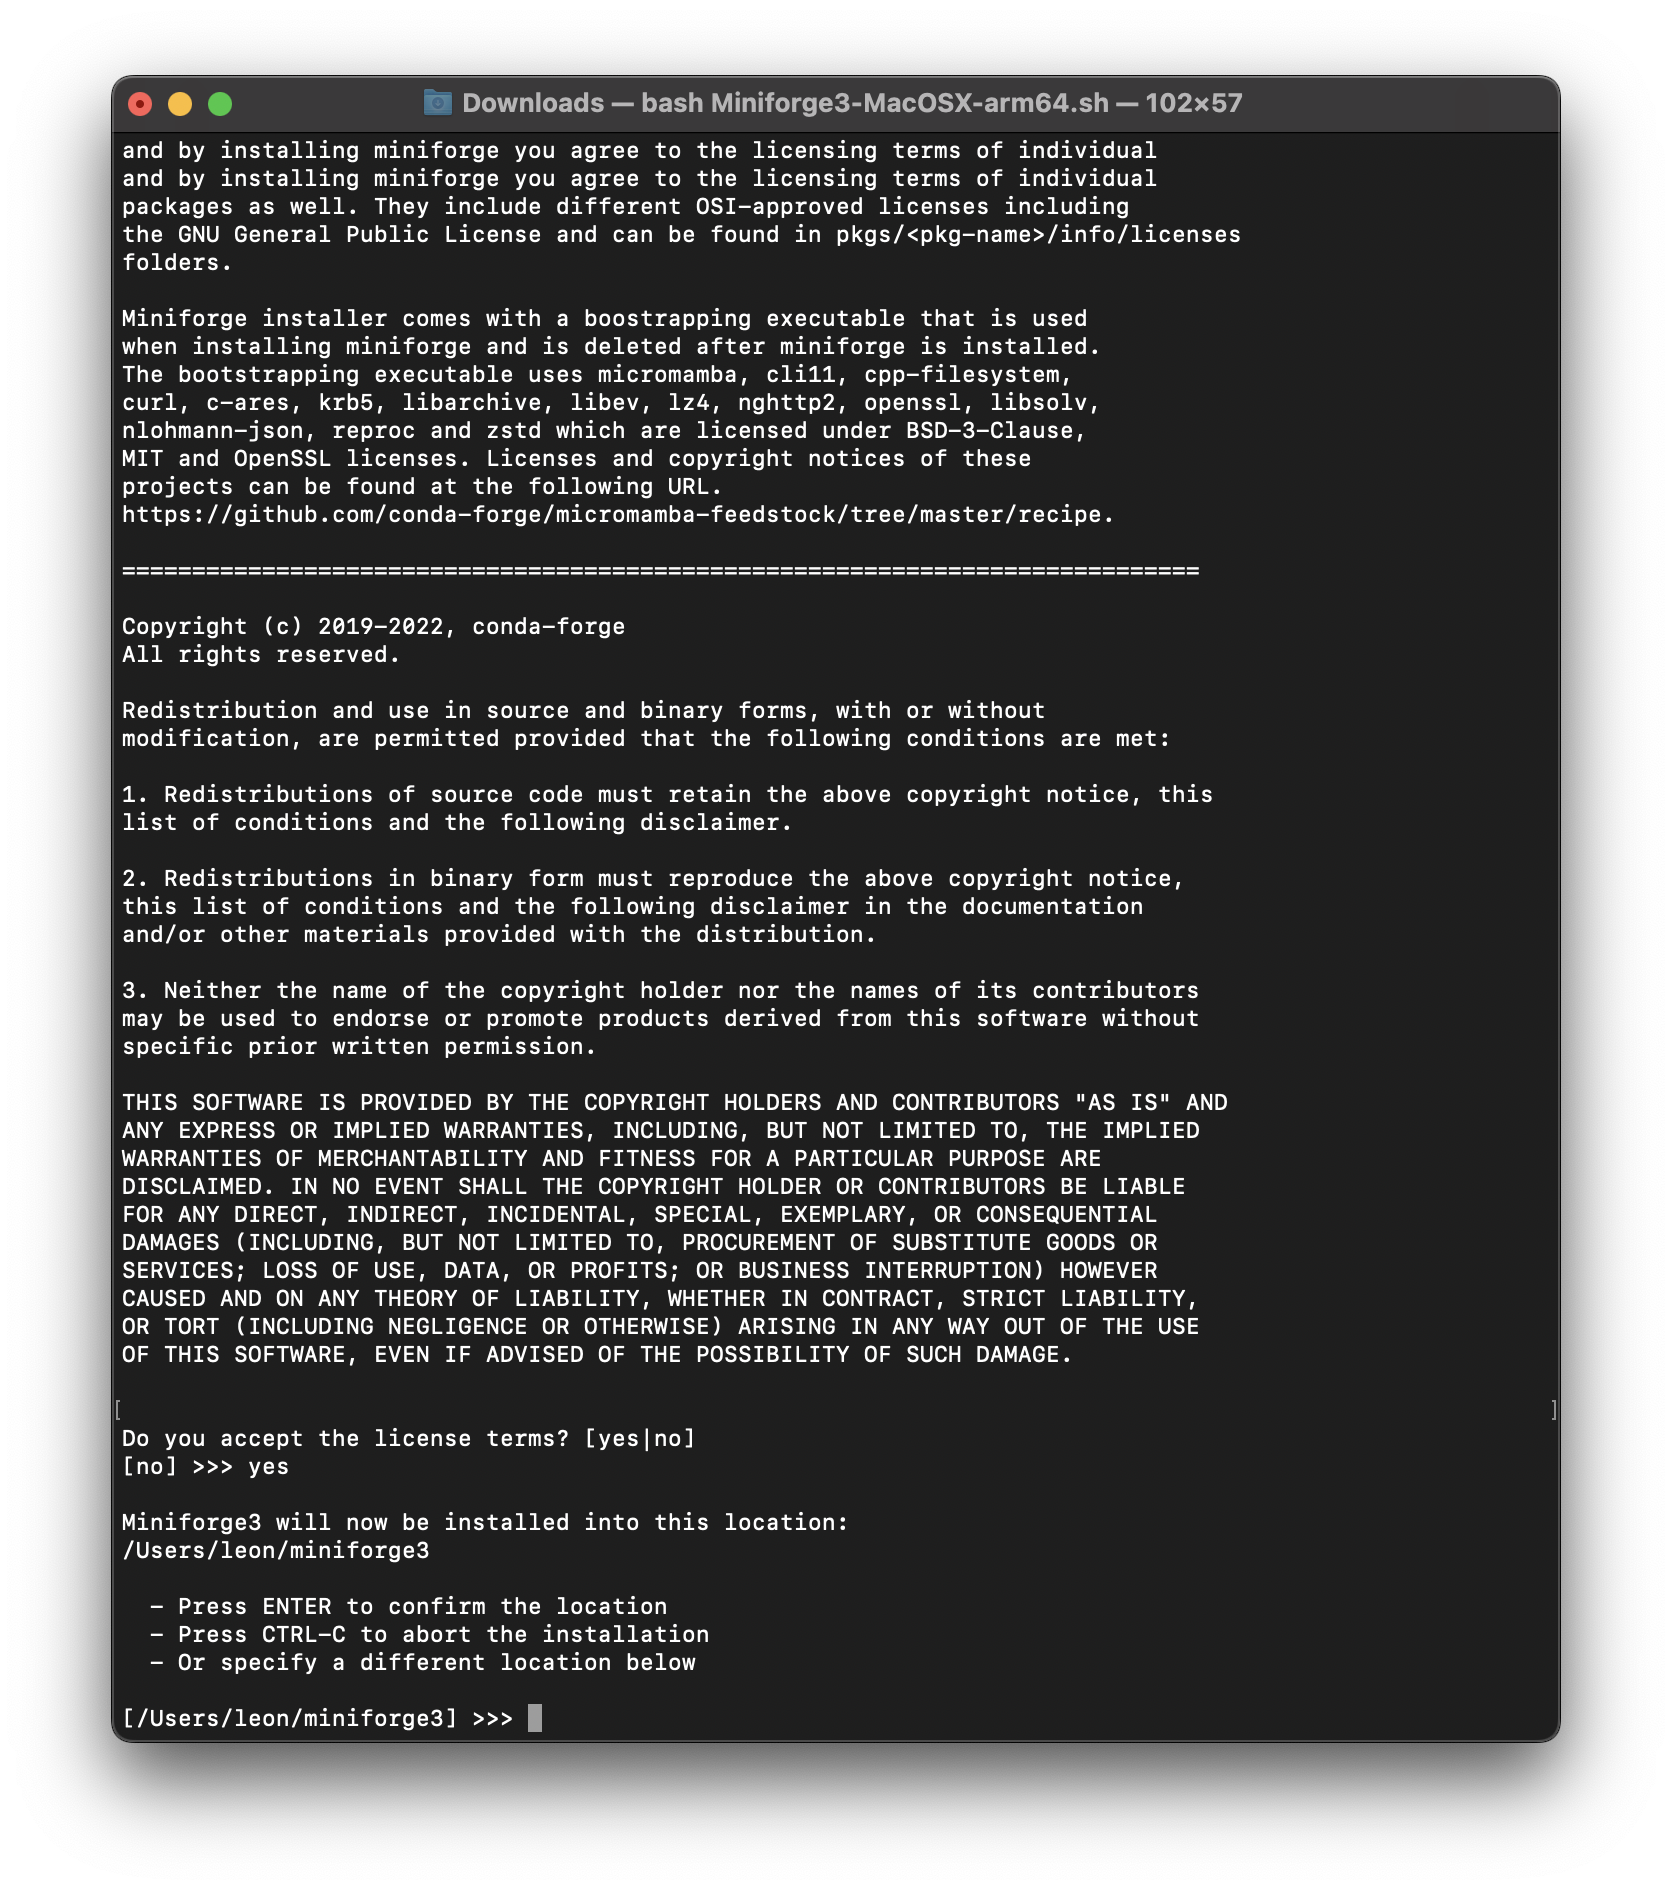 Downloads — bash Miniforge3-MacOSX-arm64.sh — 102×57
and by installing miniforge you agree to the licensing terms of individual
and by installing miniforge you agree to the licensing terms of individual
packages as well. They include different OSI-approved licenses including
the GNU General Public License and can be found in pkgs/<pkg-name>/info/licenses
folders.

Miniforge installer comes with a boostrapping executable that is used
when installing miniforge and is deleted after miniforge is installed.
The bootstrapping executable uses micromamba, cli11, cpp-filesystem,
curl, c-ares, krb5, libarchive, libev, lz4, nghttp2, openssl, libsolv,
nlohmann-json, reproc and zstd which are licensed under BSD-3-Clause,
MIT and OpenSSL licenses. Licenses and copyright notices of these
projects can be found at the following URL.
https://github.com/conda-forge/micromamba-feedstock/tree/master/recipe.

=============================================================================

Copyright (c) 2019-2022, conda-forge
All rights reserved.

Redistribution and use in source and binary forms, with or without
modification, are permitted provided that the following conditions are met:

1. Redistributions of source code must retain the above copyright notice, this
list of conditions and the following disclaimer.

2. Redistributions in binary form must reproduce the above copyright notice,
this list of conditions and the following disclaimer in the documentation
and/or other materials provided with the distribution.

3. Neither the name of the copyright holder nor the names of its contributors
may be used to endorse or promote products derived from this software without
specific prior written permission.

THIS SOFTWARE IS PROVIDED BY THE COPYRIGHT HOLDERS AND CONTRIBUTORS "AS IS" AND
ANY EXPRESS OR IMPLIED WARRANTIES, INCLUDING, BUT NOT LIMITED TO, THE IMPLIED
WARRANTIES OF MERCHANTABILITY AND FITNESS FOR A PARTICULAR PURPOSE ARE
DISCLAIMED. IN NO EVENT SHALL THE COPYRIGHT HOLDER OR CONTRIBUTORS BE LIABLE
FOR ANY DIRECT, INDIRECT, INCIDENTAL, SPECIAL, EXEMPLARY, OR CONSEQUENTIAL
DAMAGES (INCLUDING, BUT NOT LIMITED TO, PROCUREMENT OF SUBSTITUTE GOODS OR
SERVICES; LOSS OF USE, DATA, OR PROFITS; OR BUSINESS INTERRUPTION) HOWEVER
CAUSED AND ON ANY THEORY OF LIABILITY, WHETHER IN CONTRACT, STRICT LIABILITY,
OR TORT (INCLUDING NEGLIGENCE OR OTHERWISE) ARISING IN ANY WAY OUT OF THE USE
OF THIS SOFTWARE, EVEN IF ADVISED OF THE POSSIBILITY OF SUCH DAMAGE.

[ ]
Do you accept the license terms? [yes|no]
[no] >>> yes

Miniforge3 will now be installed into this location:
/Users/leon/miniforge3

  - Press ENTER to confirm the location
  - Press CTRL-C to abort the installation
  - Or specify a different location below

[/Users/leon/miniforge3] >>>